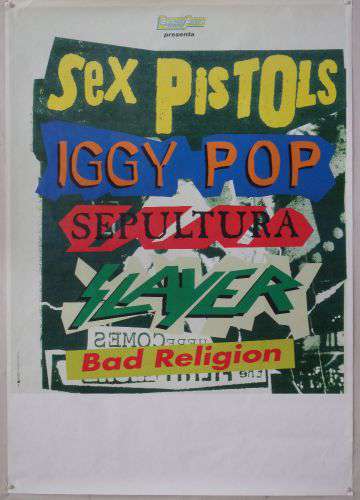 presenta
SEX PISTOLS
IGGY POP
SEPULTURA
SLAYER
Bad Religion